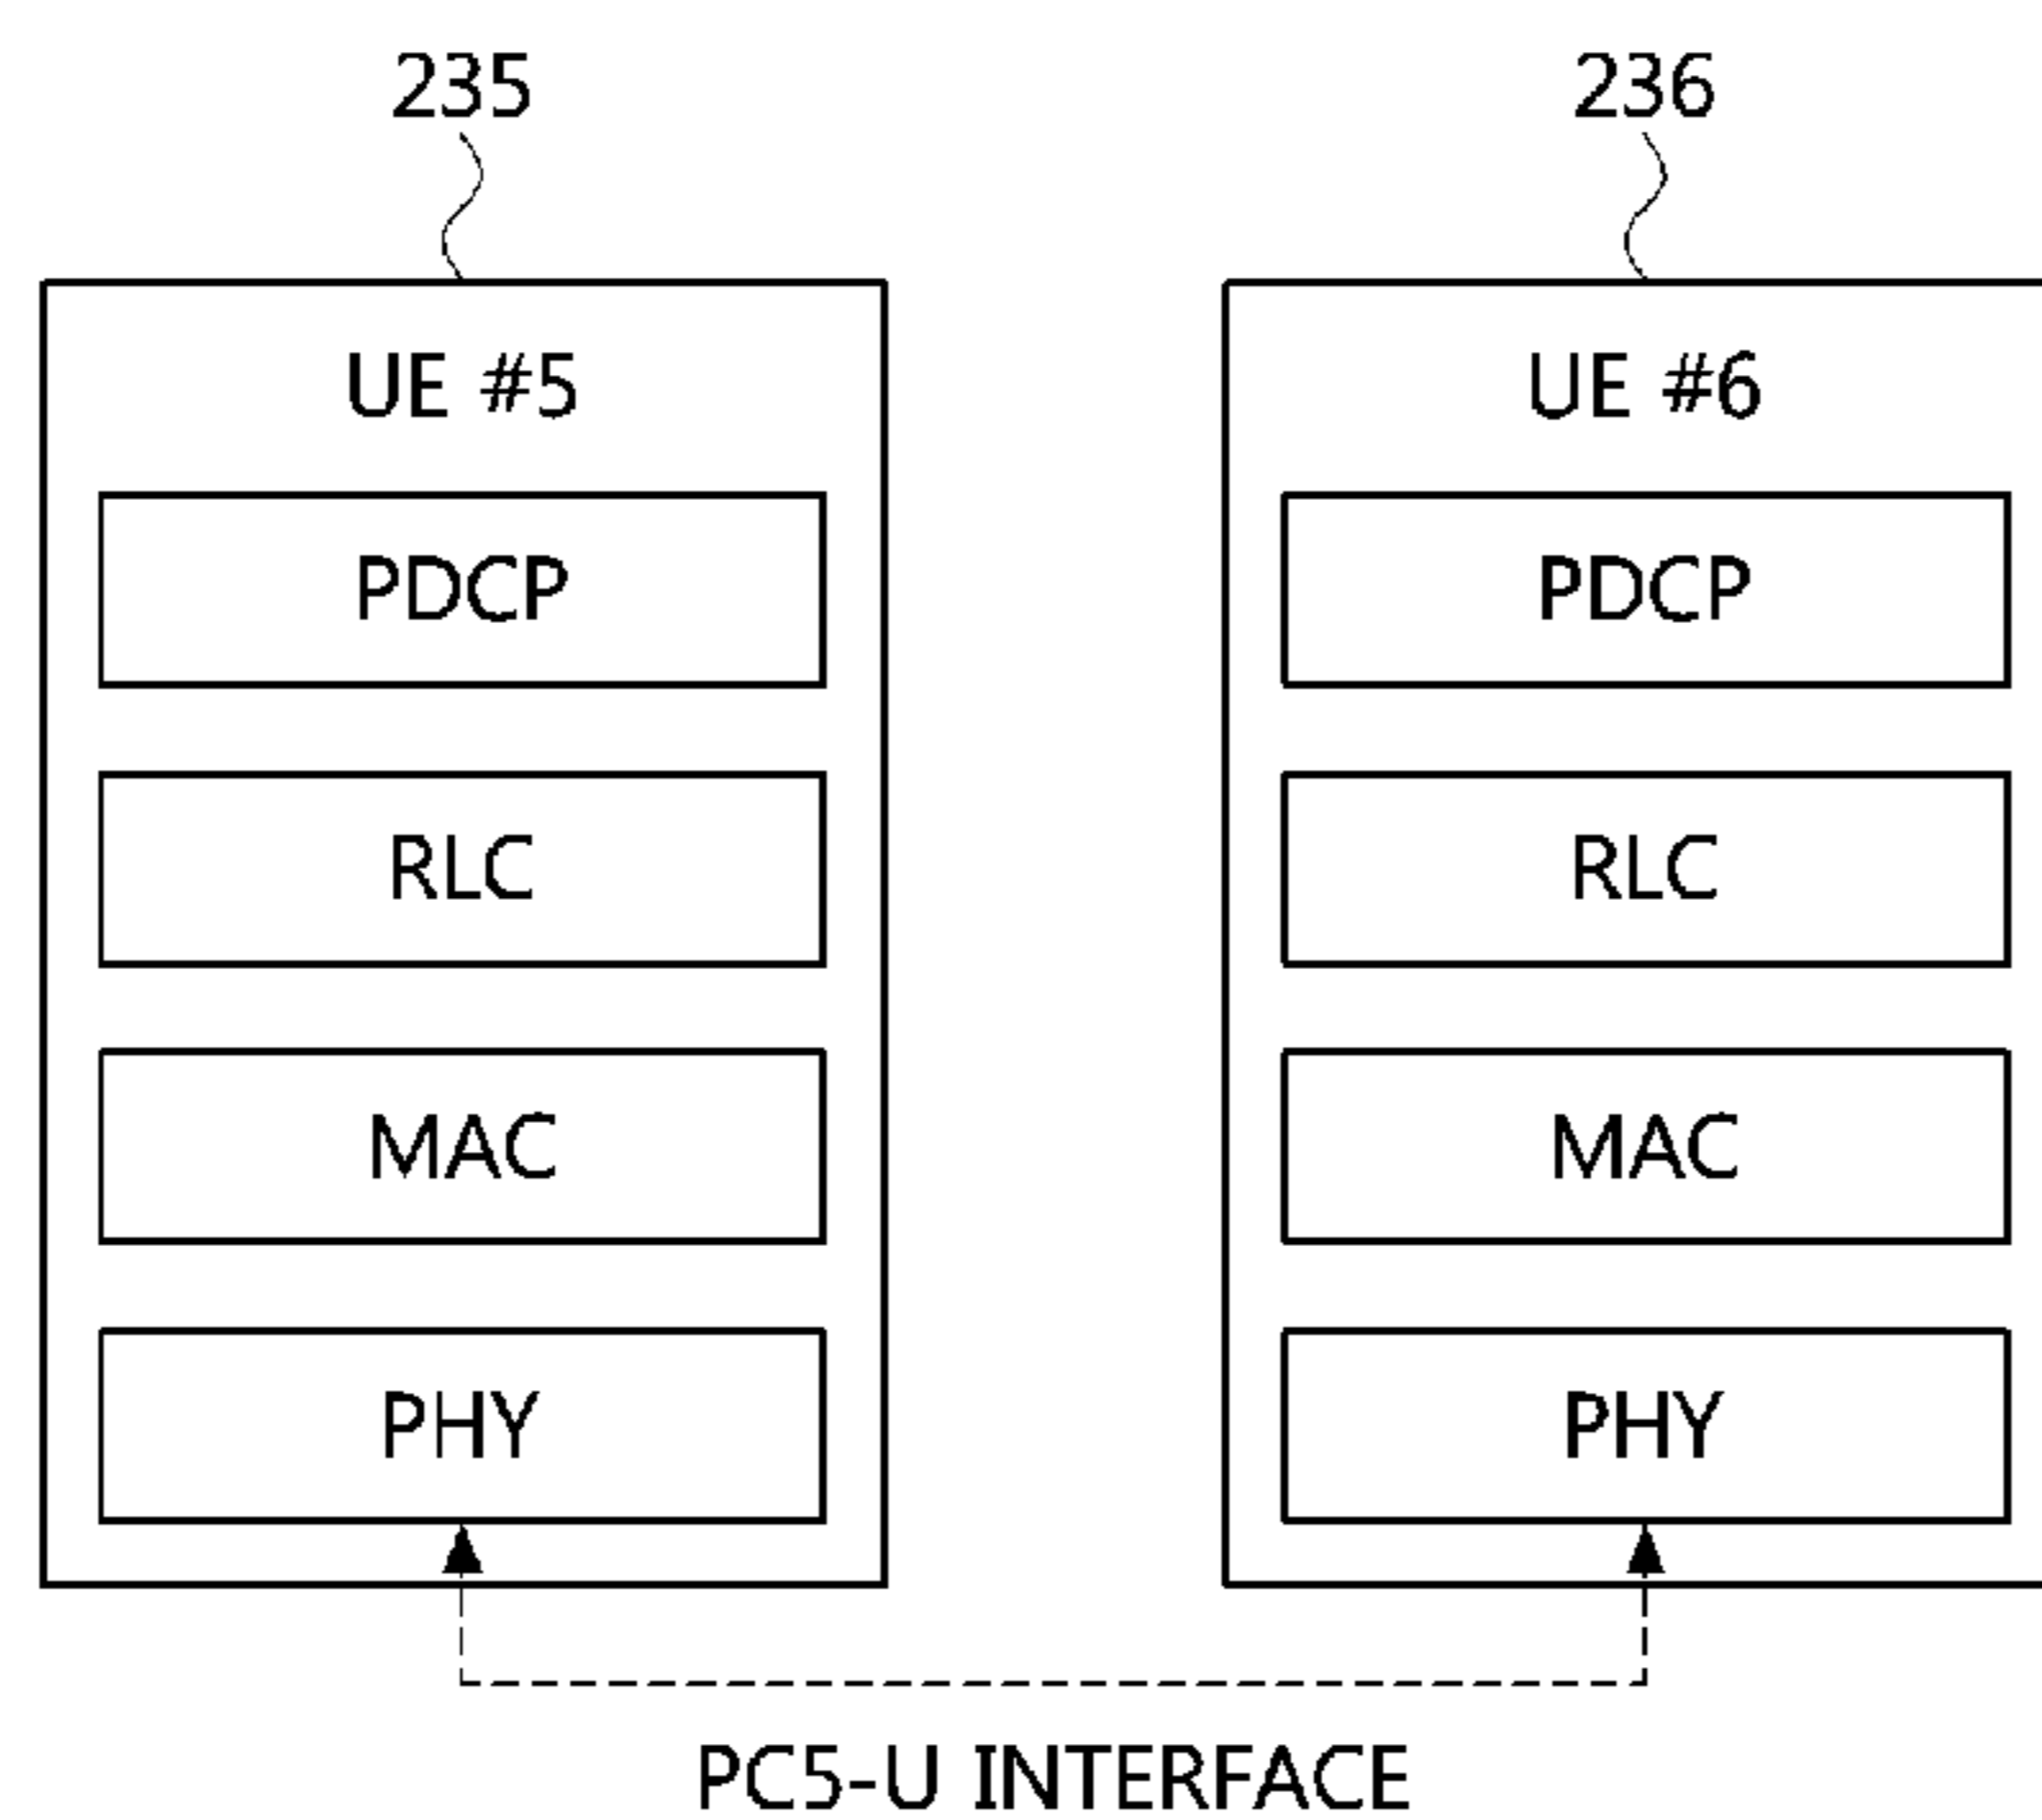 235 236
UE #5 UE #6
PDCP PDCP
RLC RLC
MAC MAC
PHY PHY
PC5-U INTERFACE